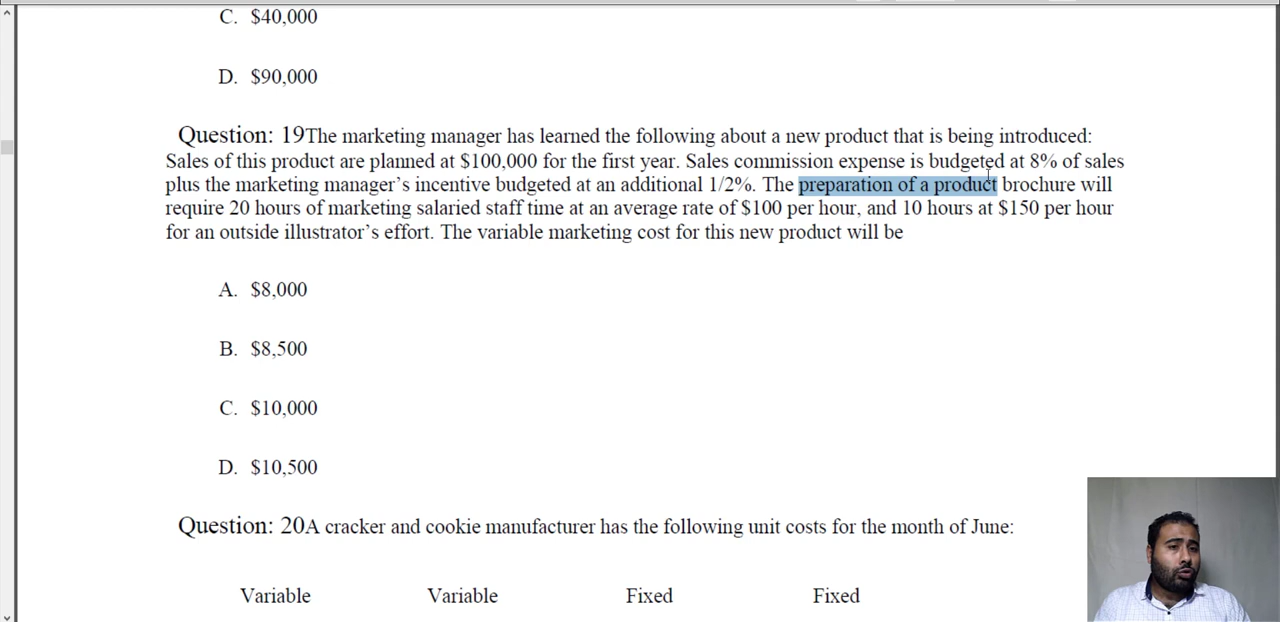 C. $40,000
D. $90,000
Question: 19The marketing manager has learned the following about a new product that is being introduced:
Sales of this product are planned at $100,000 for the first year. Sales commission expense is budgeted at 8% of sales
plus the marketing manager’s incentive budgeted at an additional 1/2%. The preparation of a product brochure will
require 20 hours of marketing salaried staff time at an average rate of $100 per hour, and 10 hours at $150 per hour
for an outside illustrator’s effort. The variable marketing cost for this new product will be
A. $8,000
B. $8,500
C. $10,000
D. $10,500
Question: 20A cracker and cookie manufacturer has the following unit costs for the month of June:
Variable Variable Fixed Fixed